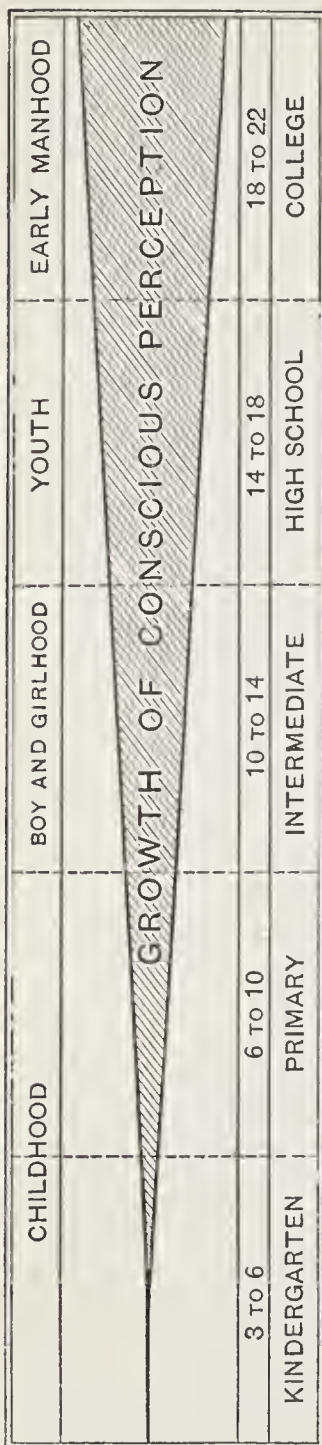 CHILDHOOD
BOY AND GIRLHOOD
YOUTH
EARLY MANHOOD
GROWTH OF CONSCIOUS PERCEPTION
3 TO 6
6 TO 10
10 TO 14
14 TO 18
18 TO 22
KINDERGARTEN
PRIMARY
INTERMEDIATE
HIGH SCHOOL
COLLEGE